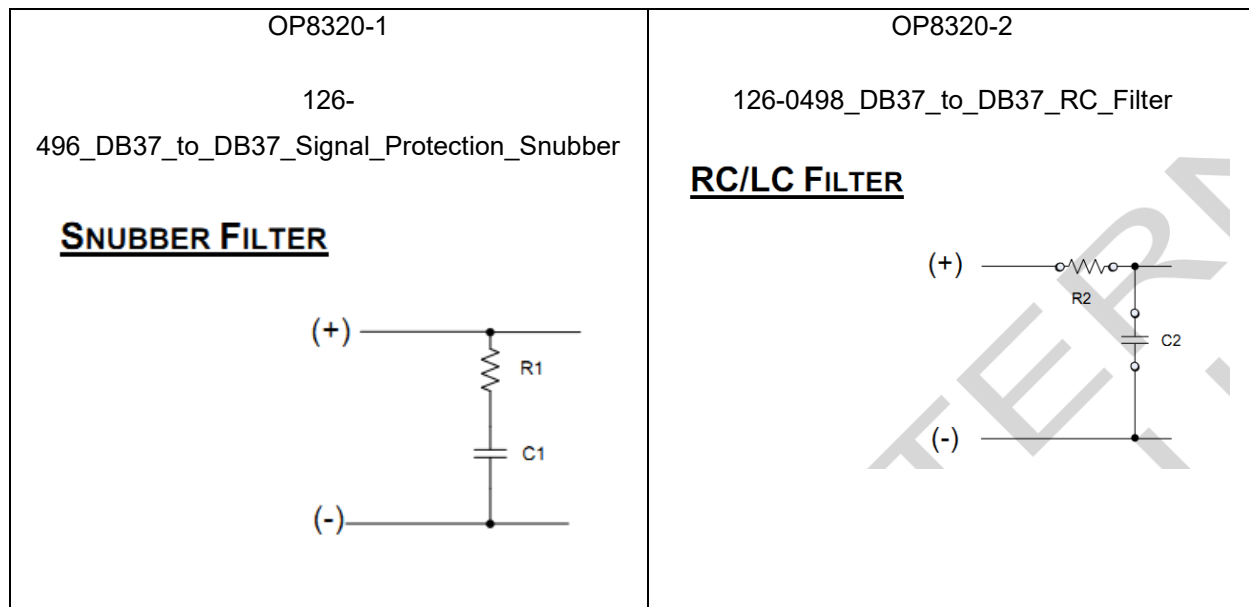 OP8320-1
126-
496_DB37_to_DB37_Signal_Protection_Snubber
SNUBBER FILTER
(+)
R1
C1
(-)
OP8320-2
126-0498_DB37_to_DB37_RC_Filter
RC/LC FILTER
(+)
R2
C2
(-)